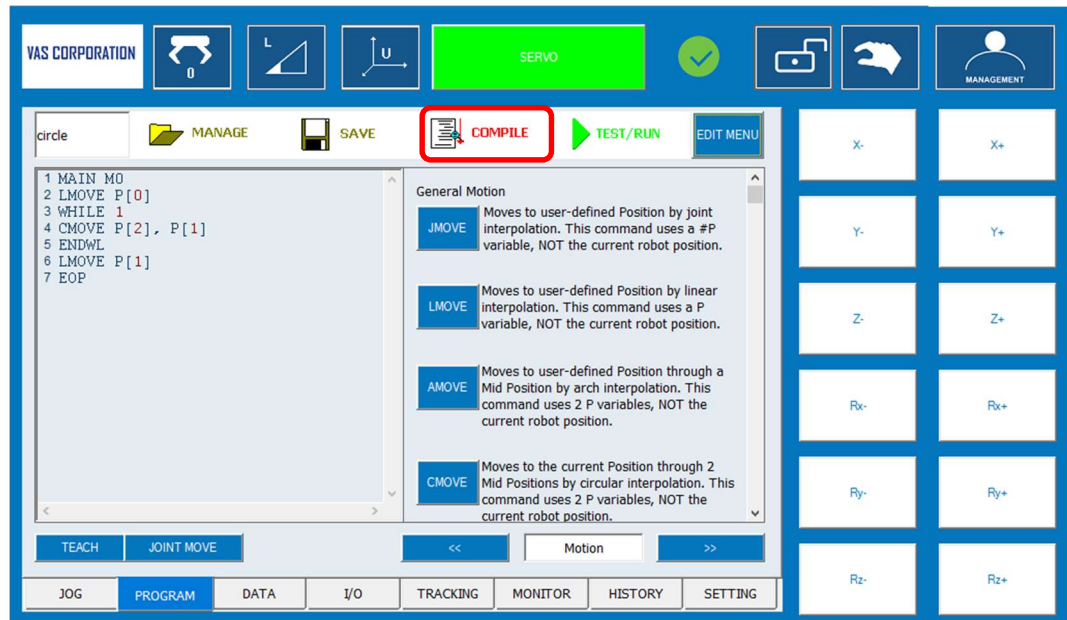 VAS CORPORATION
0
L
U
SERVO
MANAGEMENT
circle
MANAGE
SAVE
COMPILE
TEST/RUN
EDIT MENU
1 MAIN MO
2 LMOVE P[0]
3 WHILE 1
4 CMOVE P[2], P[1]
5 ENDWL
6 LMOVE P[1]
7 EOP
General Motion
JMOVE
Moves to user-defined Position by joint
interpolation. This command uses a #P
variable, NOT the current robot position.
LMOVE
Moves to user-defined Position by linear
interpolation. This command uses a P
variable, NOT the current robot position.
AMOVE
Moves to user-defined Position through a
Mid Position by arch interpolation. This
command uses 2 P variables, NOT the
current robot position.
CMOVE
Moves to the current Position through 2
Mid Positions by circular interpolation. This
command uses 2 P variables, NOT the
current robot position.
TEACH
JOINT MOVE
<<
Motion
>>
JOG
PROGRAM
DATA
I/O
TRACKING
MONITOR
HISTORY
SETTING
X-
X+
Y-
Y+
Z-
Z+
Rx-
Rx+
Ry-
Ry+
Rz-
Rz+